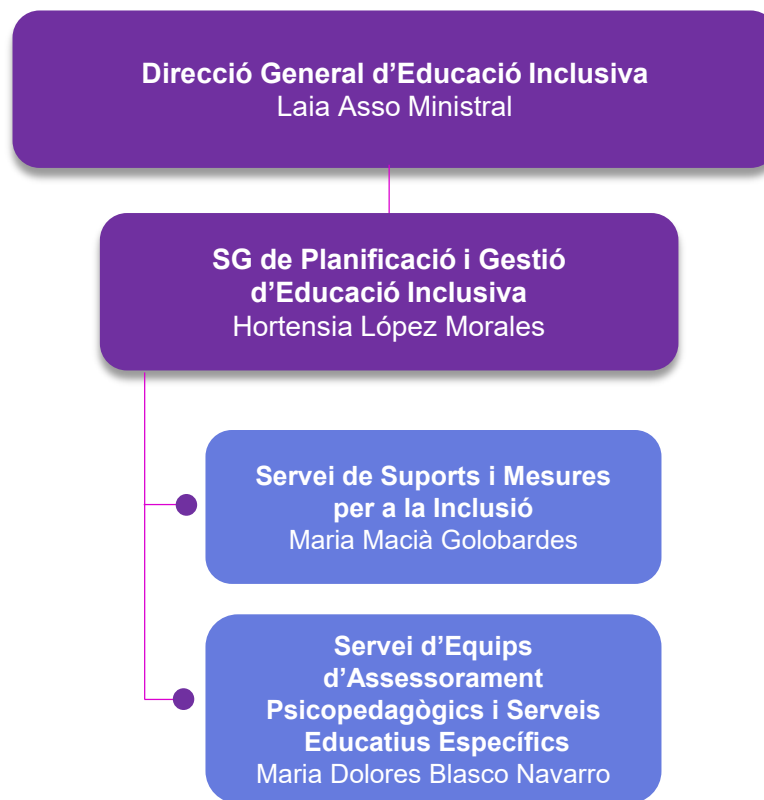 Direcció General d’Educació Inclusiva
Laia Asso Ministral
SG de Planificació i Gestió
d’Educació Inclusiva
Hortensia López Morales
Servei de Suports i Mesures
per a la Inclusió
Maria Macià Golobardes
Servei d’Equips
d’Assessorament
Psicopedagògics i Serveis
Educatius Específics
Maria Dolores Blasco Navarro